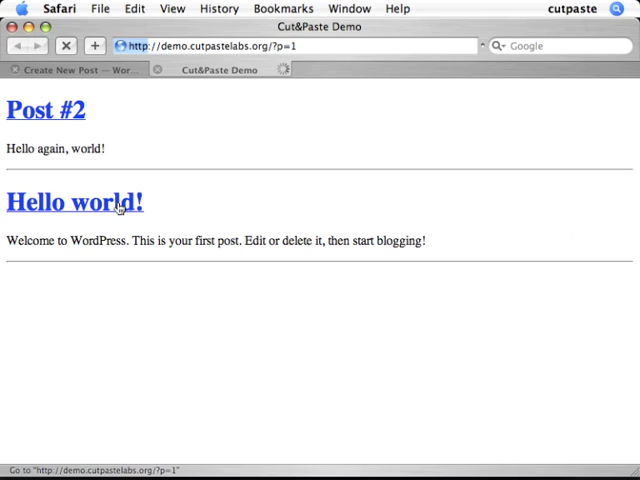 Safari File Edit View History Bookmarks Window Help cutpaste
Cut&Paste Demo
http://demo.cutpastelabs.org/?p=1 Google
Create New Post — Wor... Cut&Paste Demo
Post #2
Hello again, world!
Hello world!
Welcome to WordPress. This is your first post. Edit or delete it, then start blogging!
Go to "http://demo.cutpastelabs.org/?p=1"